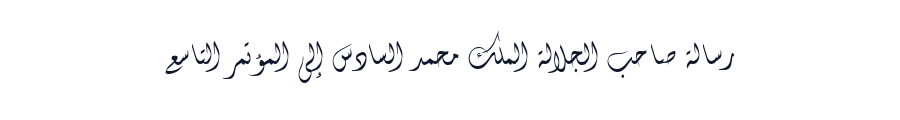 رسالة صاحب الجلالة الملك محمد السادس إلى المؤتمر التاسع